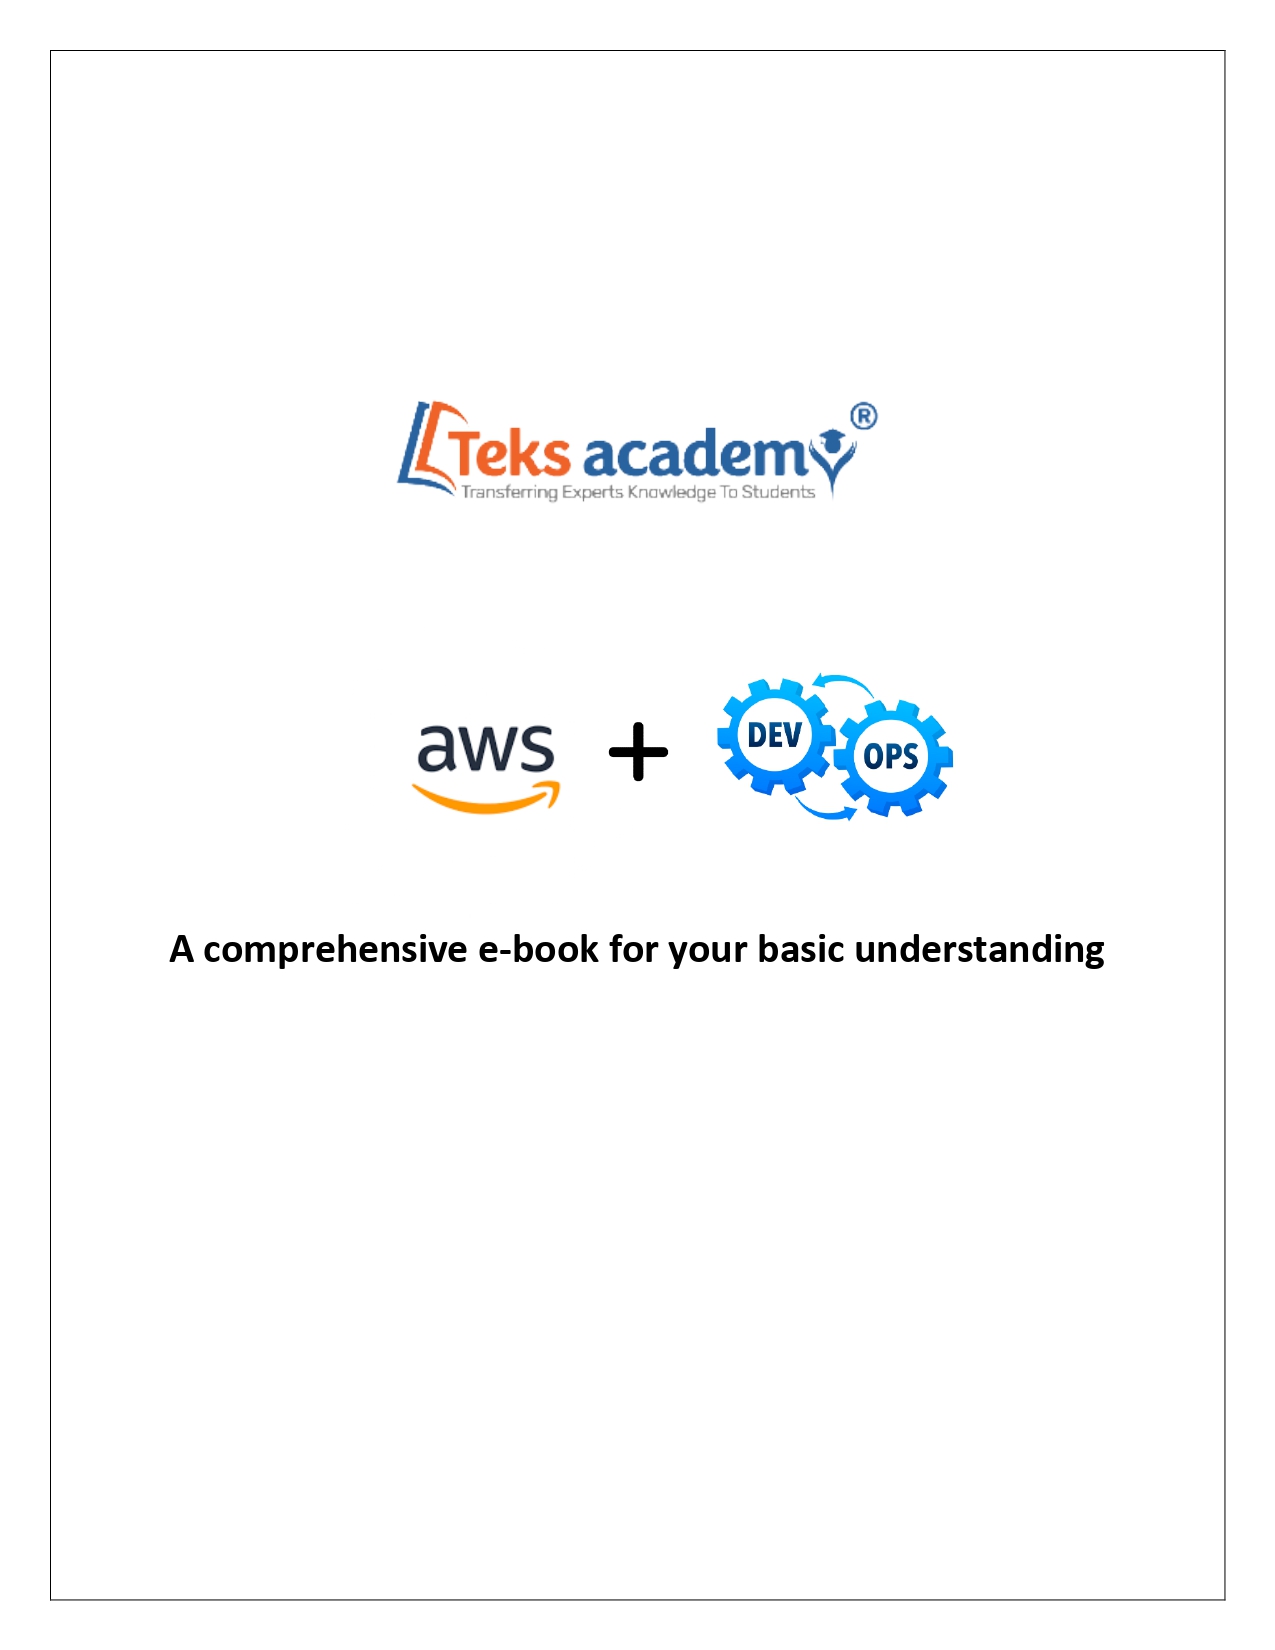 Teks academy ®
Transferring Experts Knowledge To Students
aws + DEV OPS
A comprehensive e-book for your basic understanding